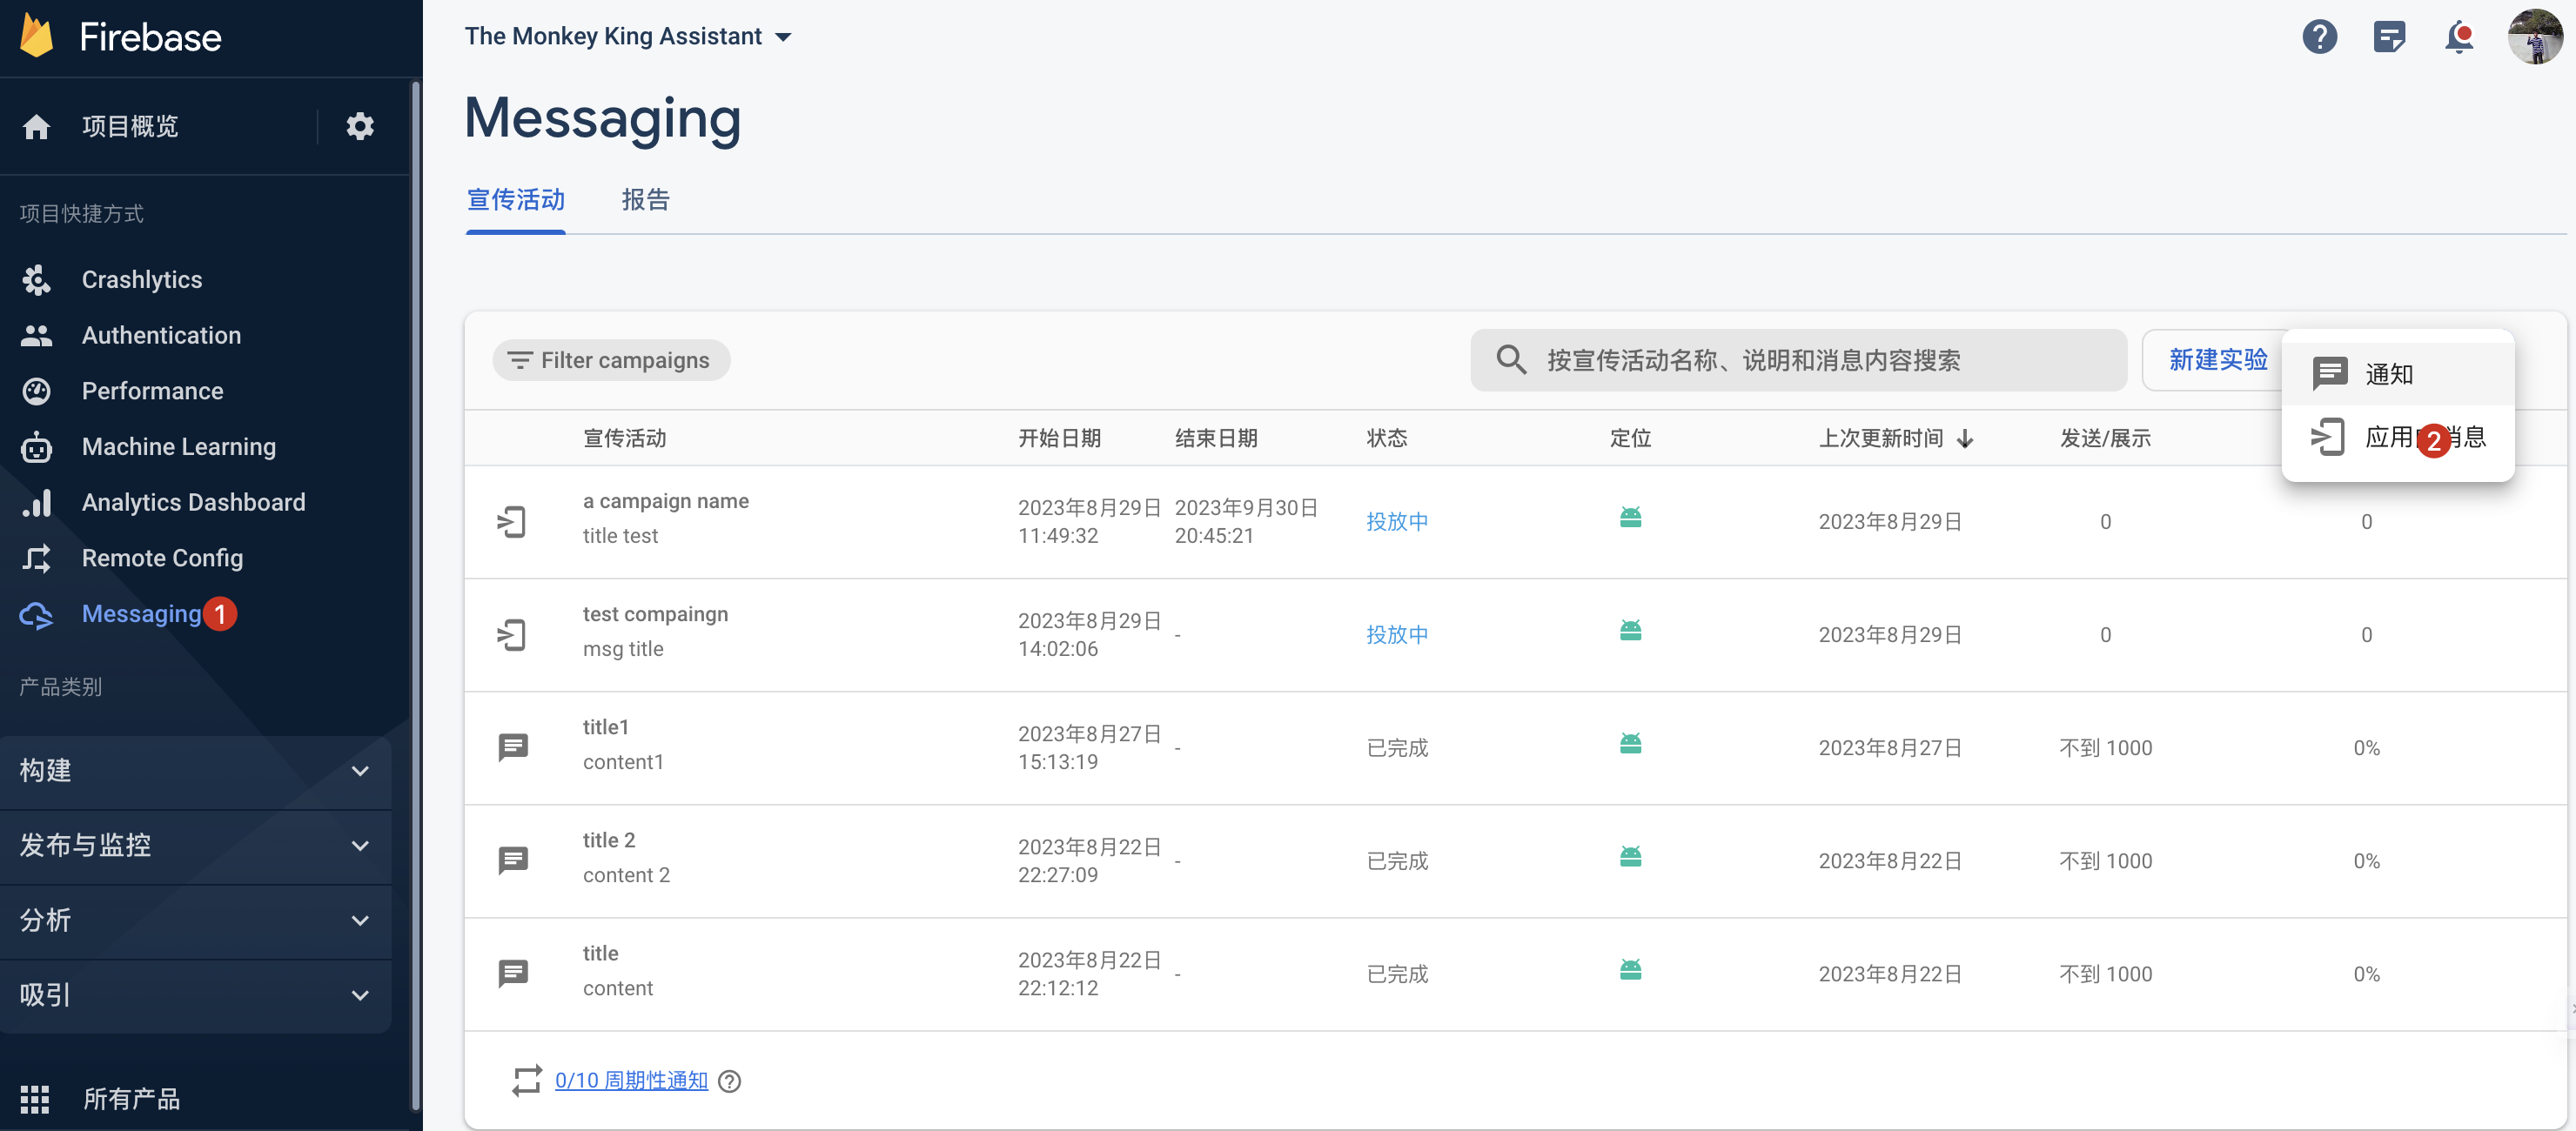 Firebase
The Monkey King Assistant
项目概览
Messaging
宣传活动
报告
项目快捷方式
Crashlytics
Authentication
Performance
Machine Learning
Analytics Dashboard
Remote Config
Messaging 1
产品类别
构建
发布与监控
分析
吸引
所有产品
Filter campaigns
按宣传活动名称、说明和消息内容搜索
新建实验
通知
应用 2 消息
宣传活动 开始日期 结束日期 状态 定位 上次更新时间 发送/展示
a campaign name
title test
2023年8月29日 2023年9月30日
11:49:32 20:45:21
投放中 2023年8月29日 0 0
test compaingn
msg title
2023年8月29日
14:02:06
-
投放中 2023年8月29日 0 0
title1
content1
2023年8月27日
15:13:19
-
已完成 2023年8月27日 不到 1000 0%
title 2
content 2
2023年8月22日
22:27:09
-
已完成 2023年8月22日 不到 1000 0%
title
content
2023年8月22日
22:12:12
-
已完成 2023年8月22日 不到 1000 0%
0/10 周期性通知